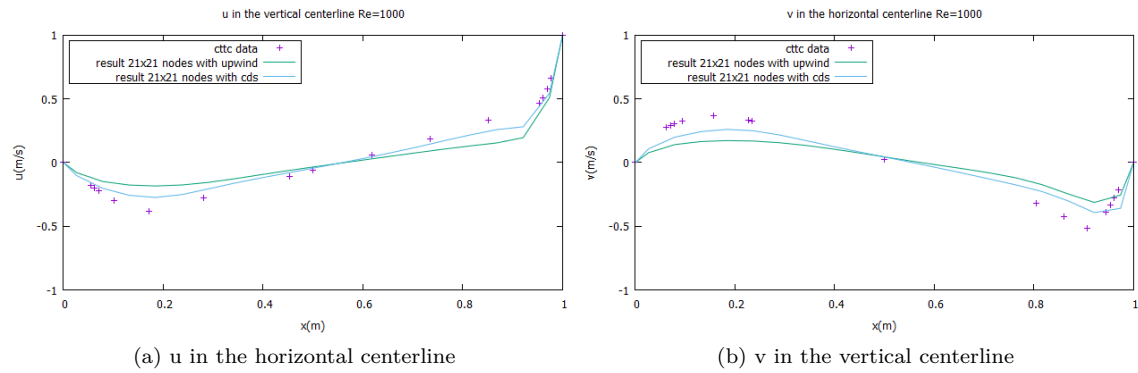 u in the vertical centerline Re=1000
cttc data
result 21x21 nodes with upwind
result 21x21 nodes with cds
1
0.5
0
-0.5
-1
u(m/s)
0 0.2 0.4 0.6 0.8 1
x(m)
(a) u in the horizontal centerline
v in the horizontal centerline Re=1000
cttc data
result 21x21 nodes with upwind
result 21x21 nodes with cds
1
0.5
0
-0.5
-1
v(m/s)
0 0.2 0.4 0.6 0.8 1
x(m)
(b) v in the vertical centerline